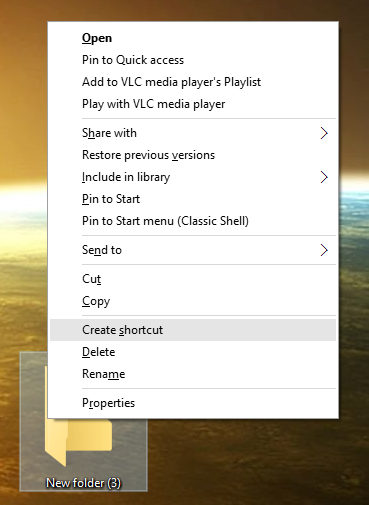 Open
Pin to Quick access
Add to VLC media player's Playlist
Play with VLC media player
Share with
Restore previous versions
Include in library
Pin to Start
Pin to Start menu (Classic Shell)
Send to
Cut
Copy
Create shortcut
Delete
Rename
Properties
New folder (3)